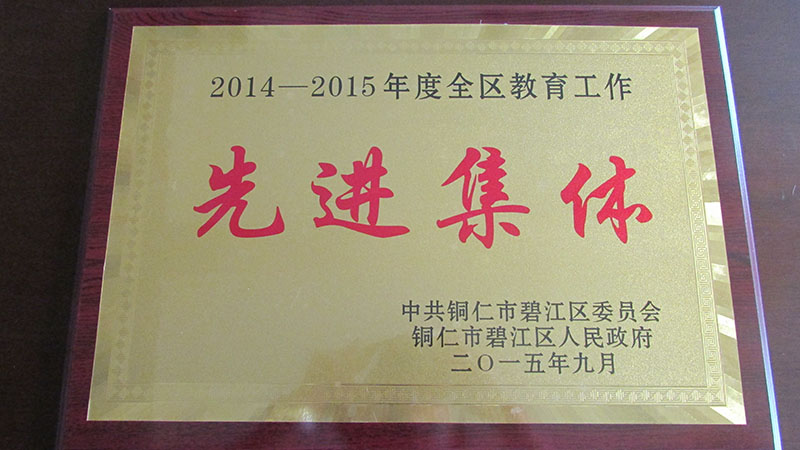 2014—2015年度全区教育工作
先进集体
中共铜仁市碧江区委员会
铜仁市碧江区人民政府
二〇一五年九月